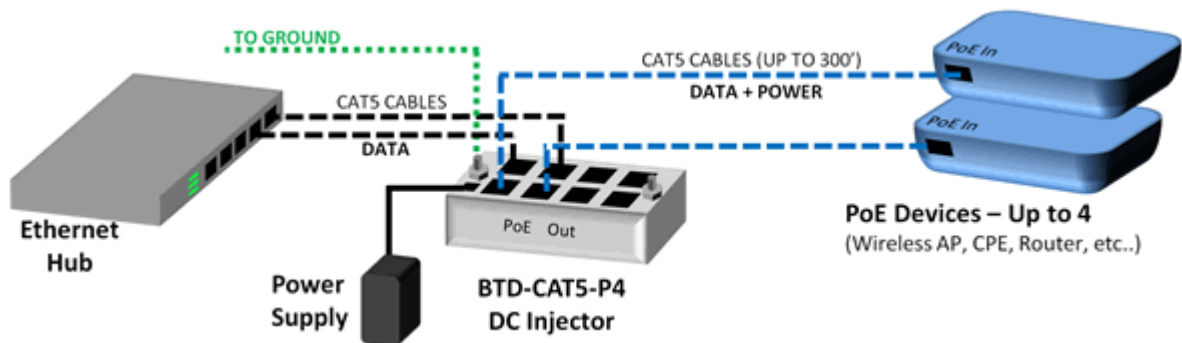 TO GROUND
CAT5 CABLES
DATA
CAT5 CABLES (UP TO 300')
DATA + POWER
PoE In
PoE In
PoE Out
Ethernet
Hub
Power
Supply
BTD-CAT5-P4
DC Injector
PoE Devices – Up to 4
(Wireless AP, CPE, Router, etc..)